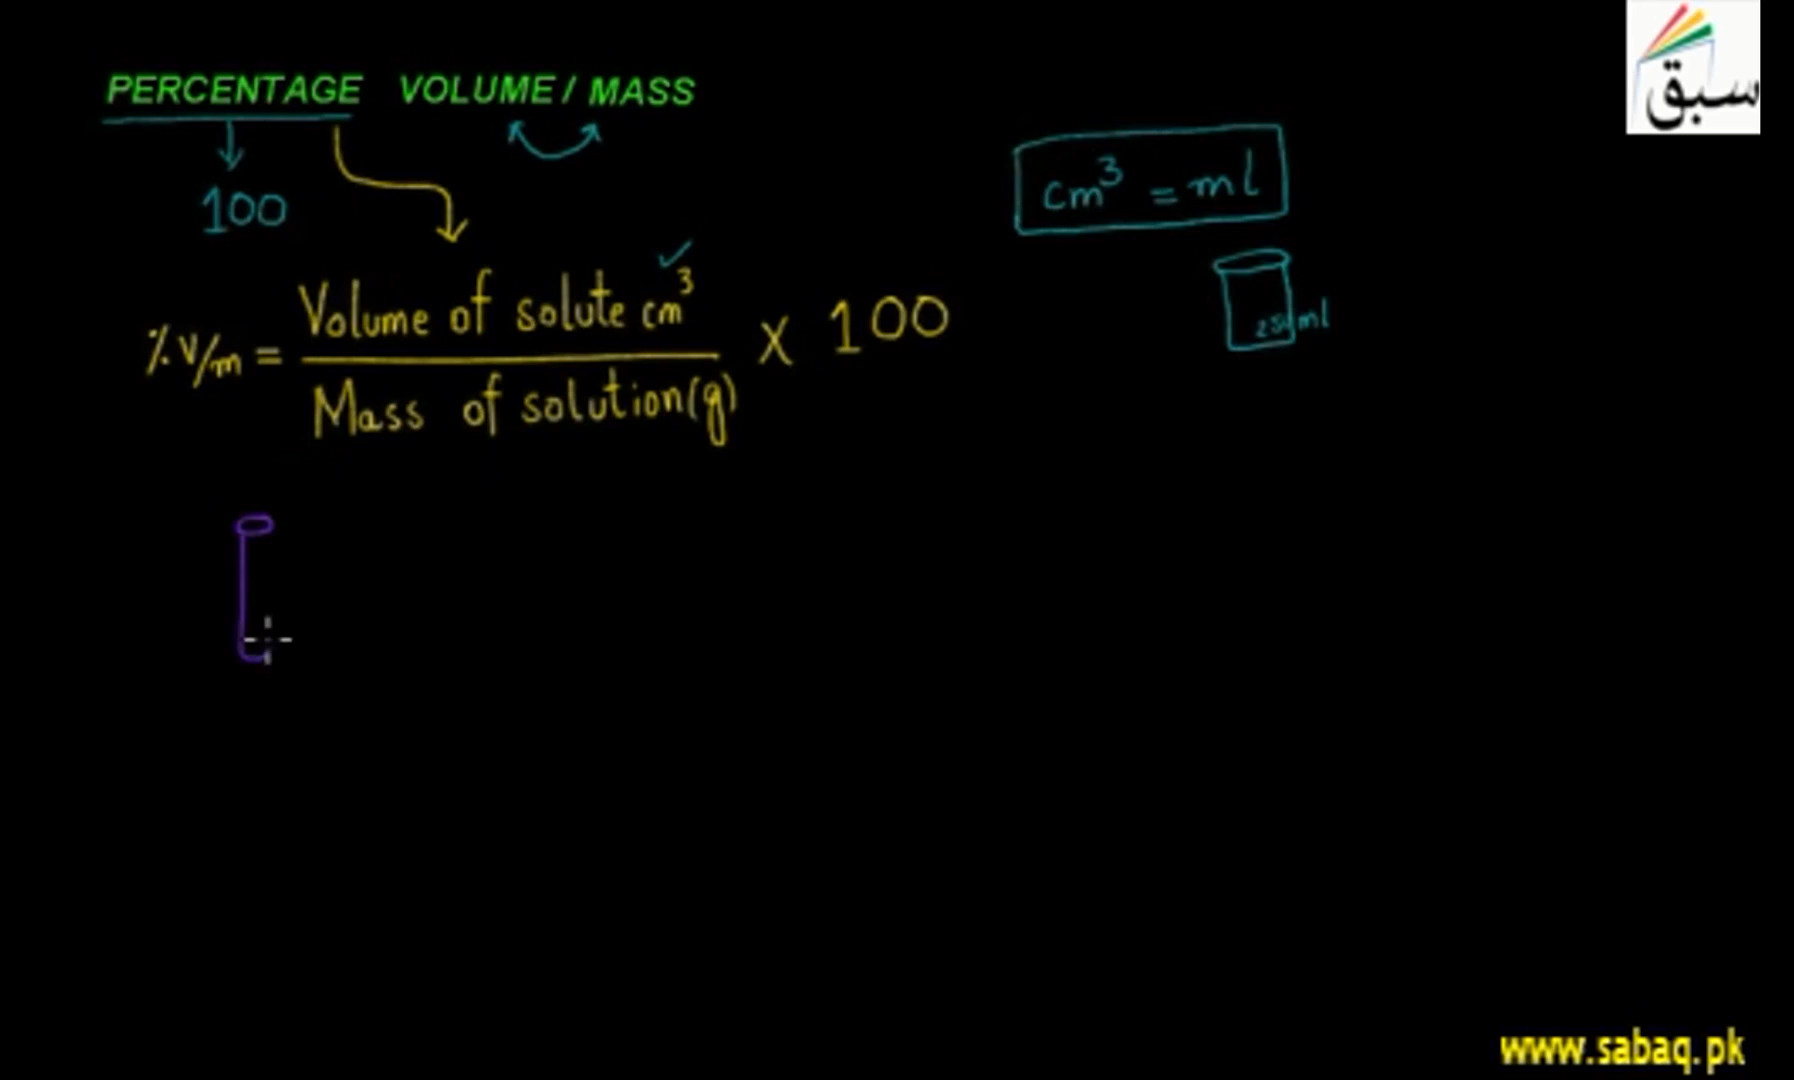 PERCENTAGE VOLUME / MASS
سبق
100
cm³ = ml
% v/m = Volume of solute cm³ / Mass of solution(g) X 100
ml
www.sabaq.pk